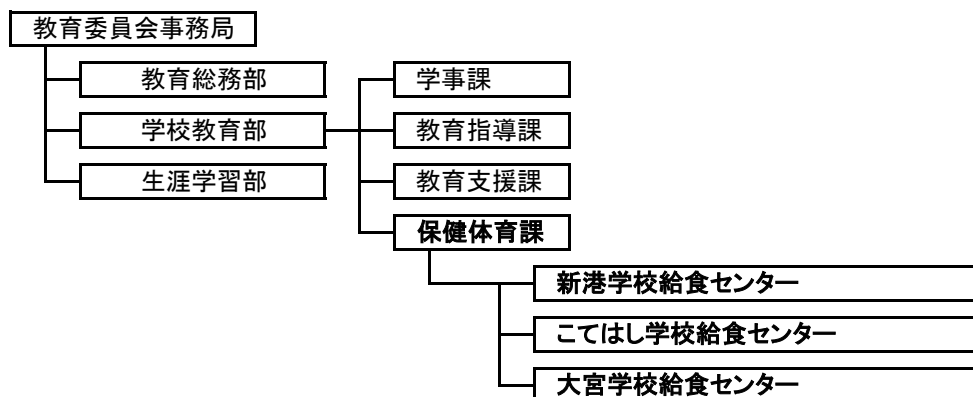 教育委員会事務局
教育総務部
学校教育部
生涯学習部
学事課
教育指導課
教育支援課
保健体育課
新港学校給食センター
こてはし学校給食センター
大宮学校給食センター